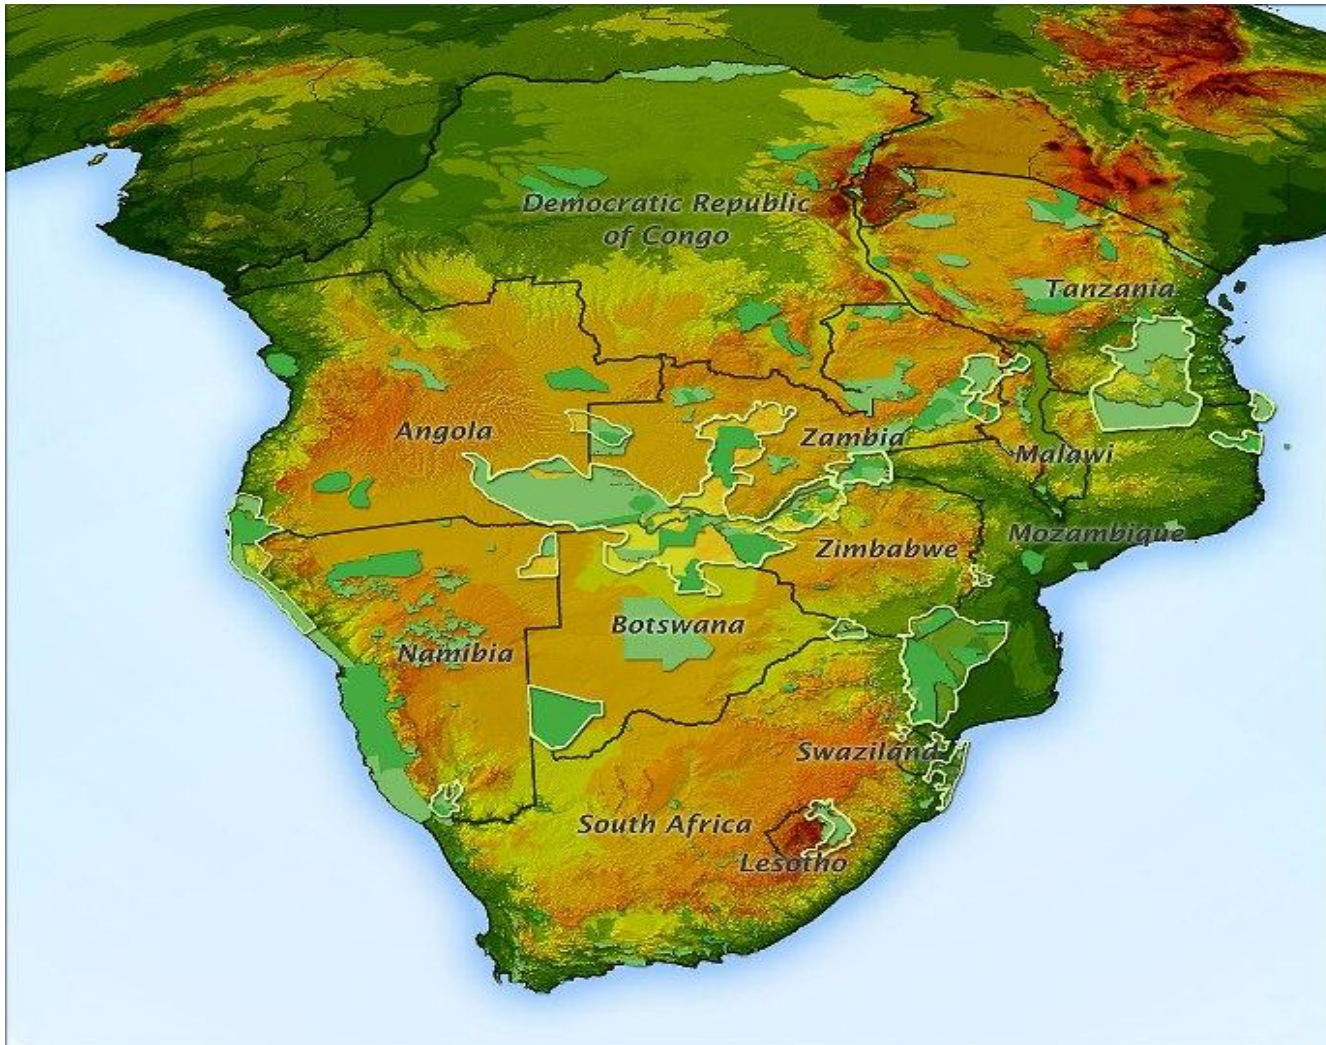 Democratic Republic
of Congo
Tanzania
Angola
Zambia
Malawi
Mozambique
Zimbabwe
Botswana
Namibia
Swaziland
South Africa
Lesotho